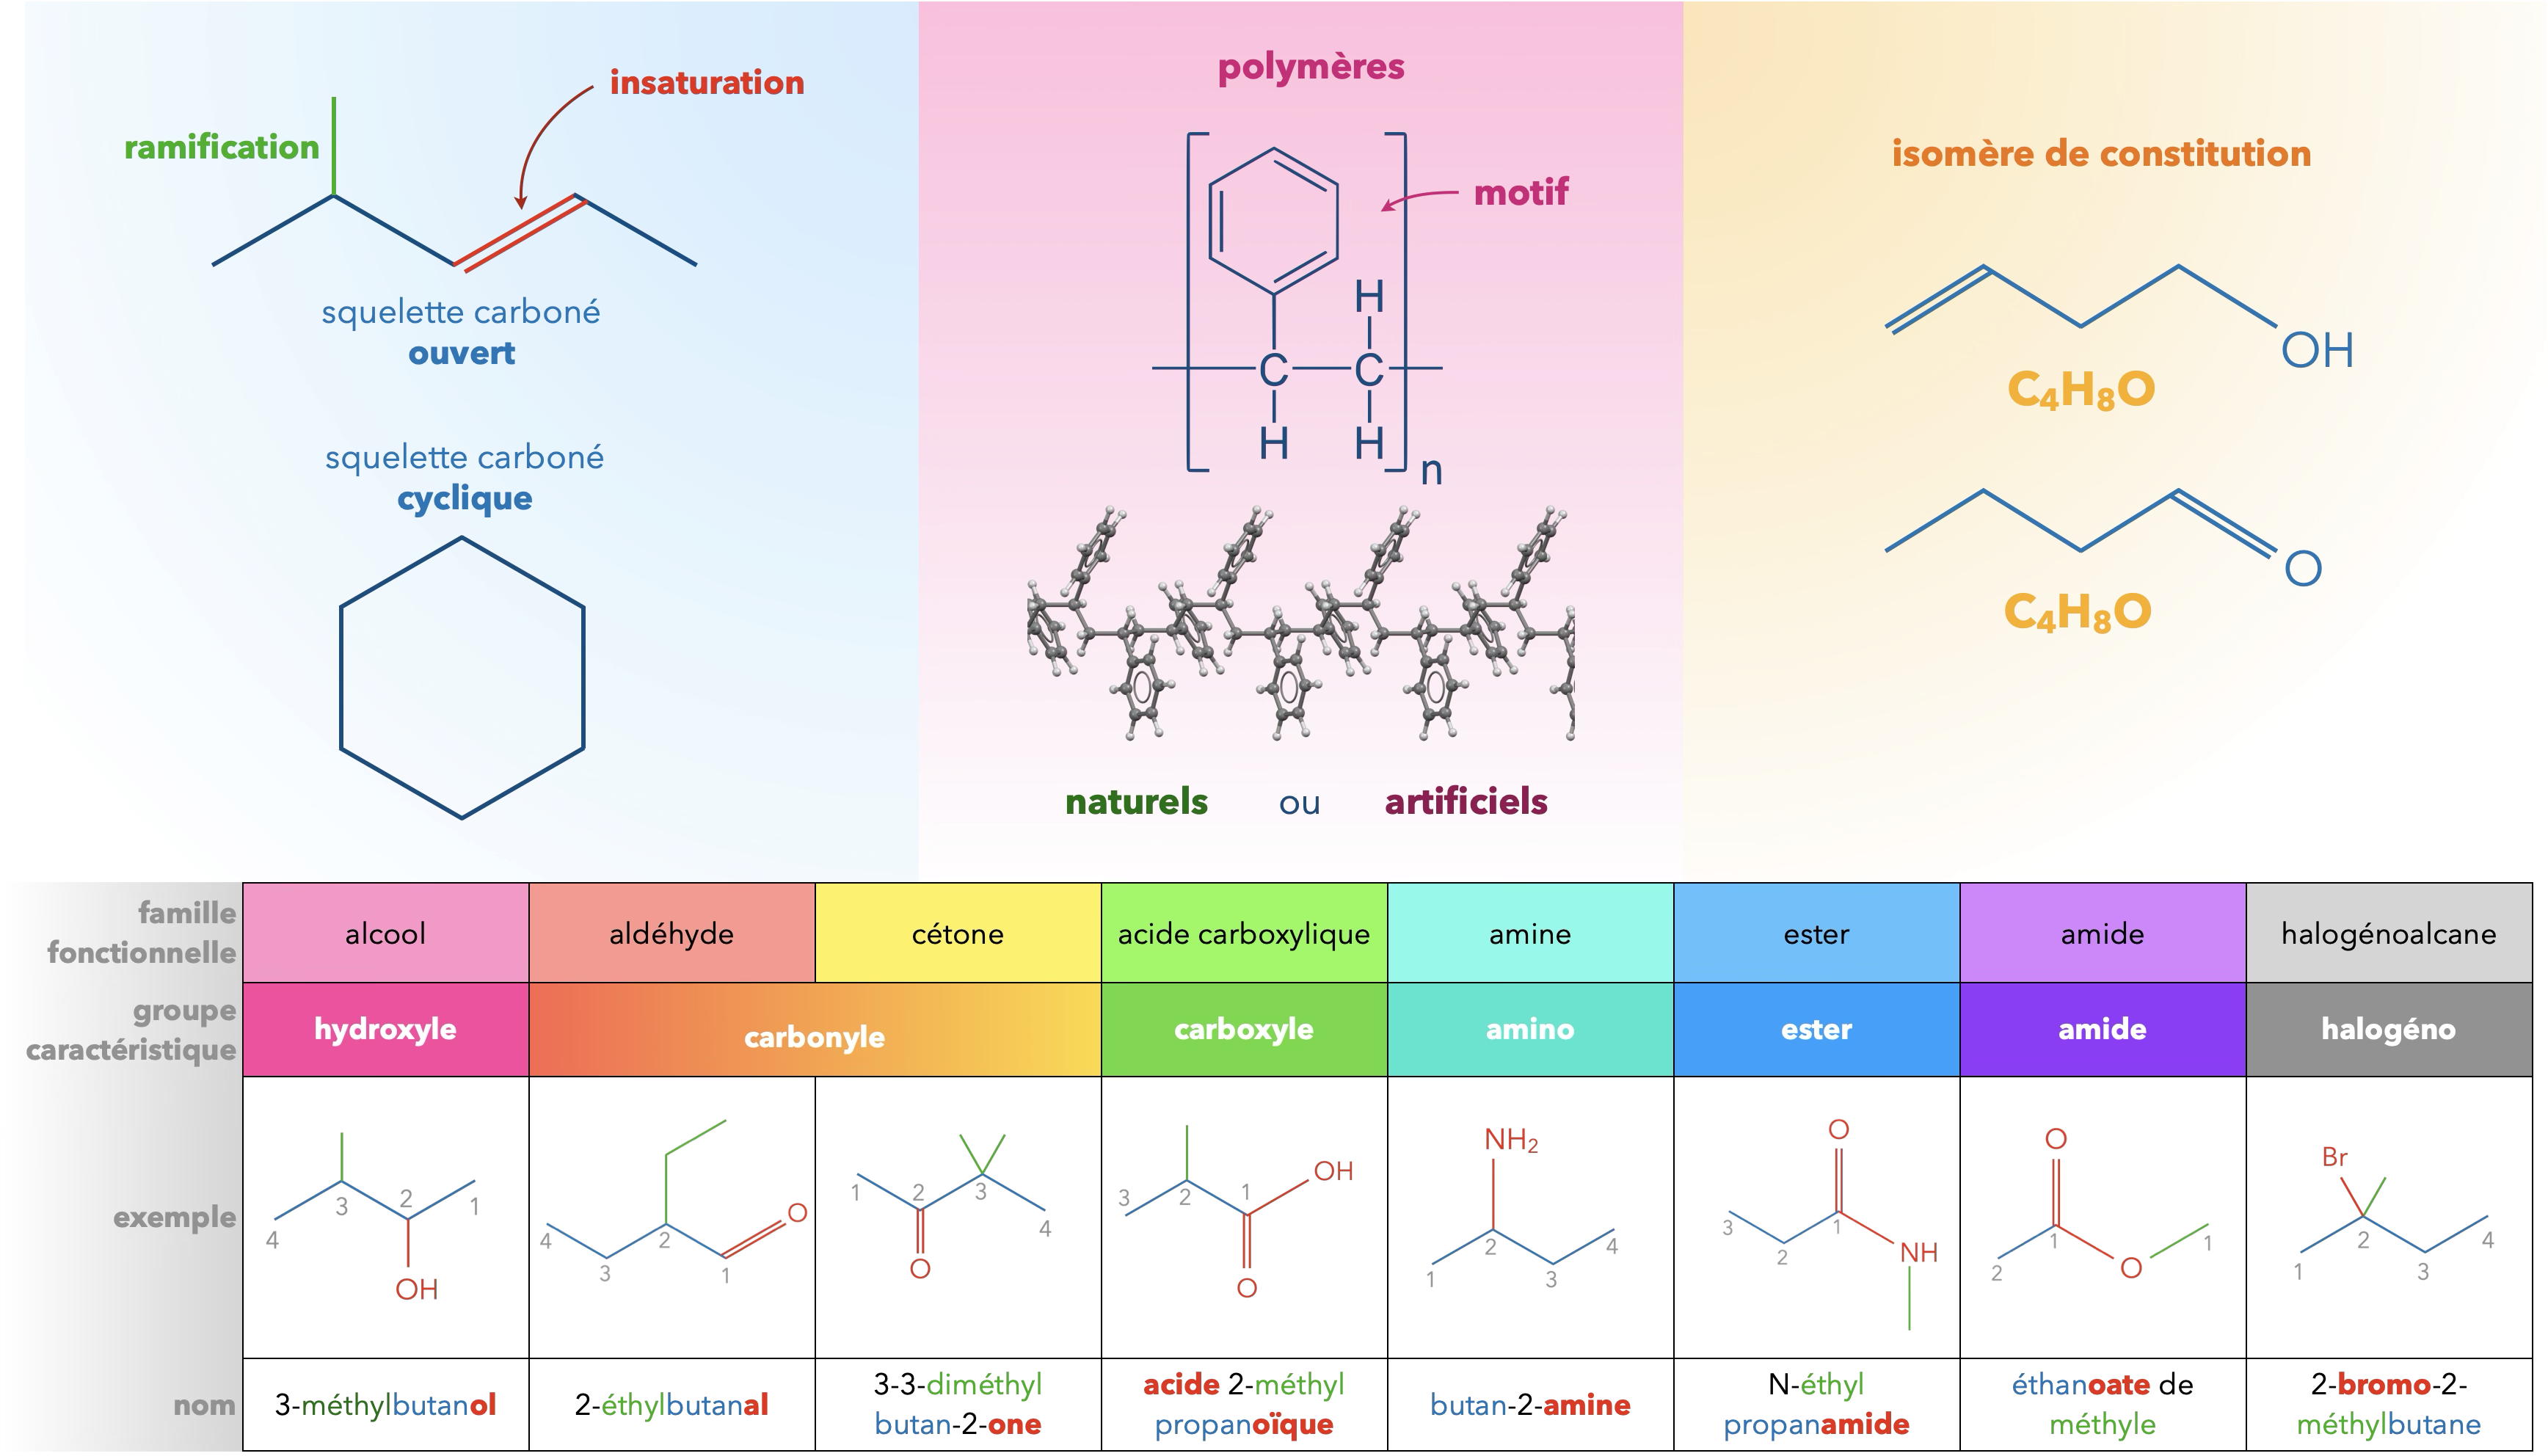 insaturation
ramification
squelette carboné
ouvert
squelette carboné
cyclique
polymères
motif
H
C
C
H
H
n
naturels ou artificiels
isomère de constitution
OH
C₄H₈O
O
C₄H₈O
famille
fonctionnelle
alcool
aldéhyde
cétone
acide carboxylique
amine
ester
amide
halogénoalcane
groupe
caractéristique
hydroxyle
carbonyle
carboxyle
amino
ester
amide
halogéno
exemple
4
3
2
1
OH
4
3
2
1
O
1
2
3
4
O
3
2
1
OH
O
NH₂
1
2
3
4
O
3
2
1
NH
O
2
1
O
1
Br
1
2
3
4
nom
3-méthylbutanol
2-éthylbutanal
3-3-diméthyl
butan-2-one
acide 2-méthyl
propanoïque
butan-2-amine
N-éthyl
propanamide
éthanoate de
méthyle
2-bromo-2-
méthylbutane